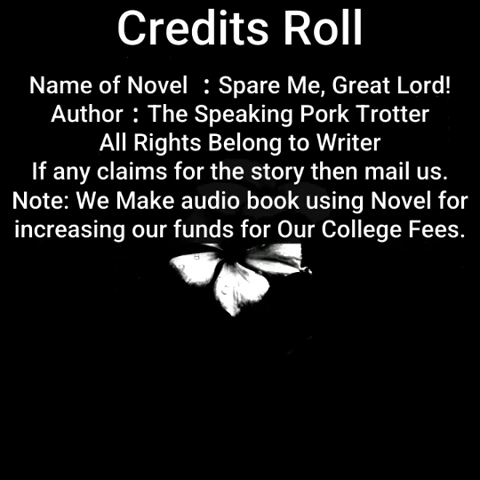 Credits Roll
Name of Novel : Spare Me, Great Lord!
Author : The Speaking Pork Trotter
All Rights Belong to Writer
If any claims for the story then mail us.
Note: We Make audio book using Novel for
increasing our funds for Our College Fees.